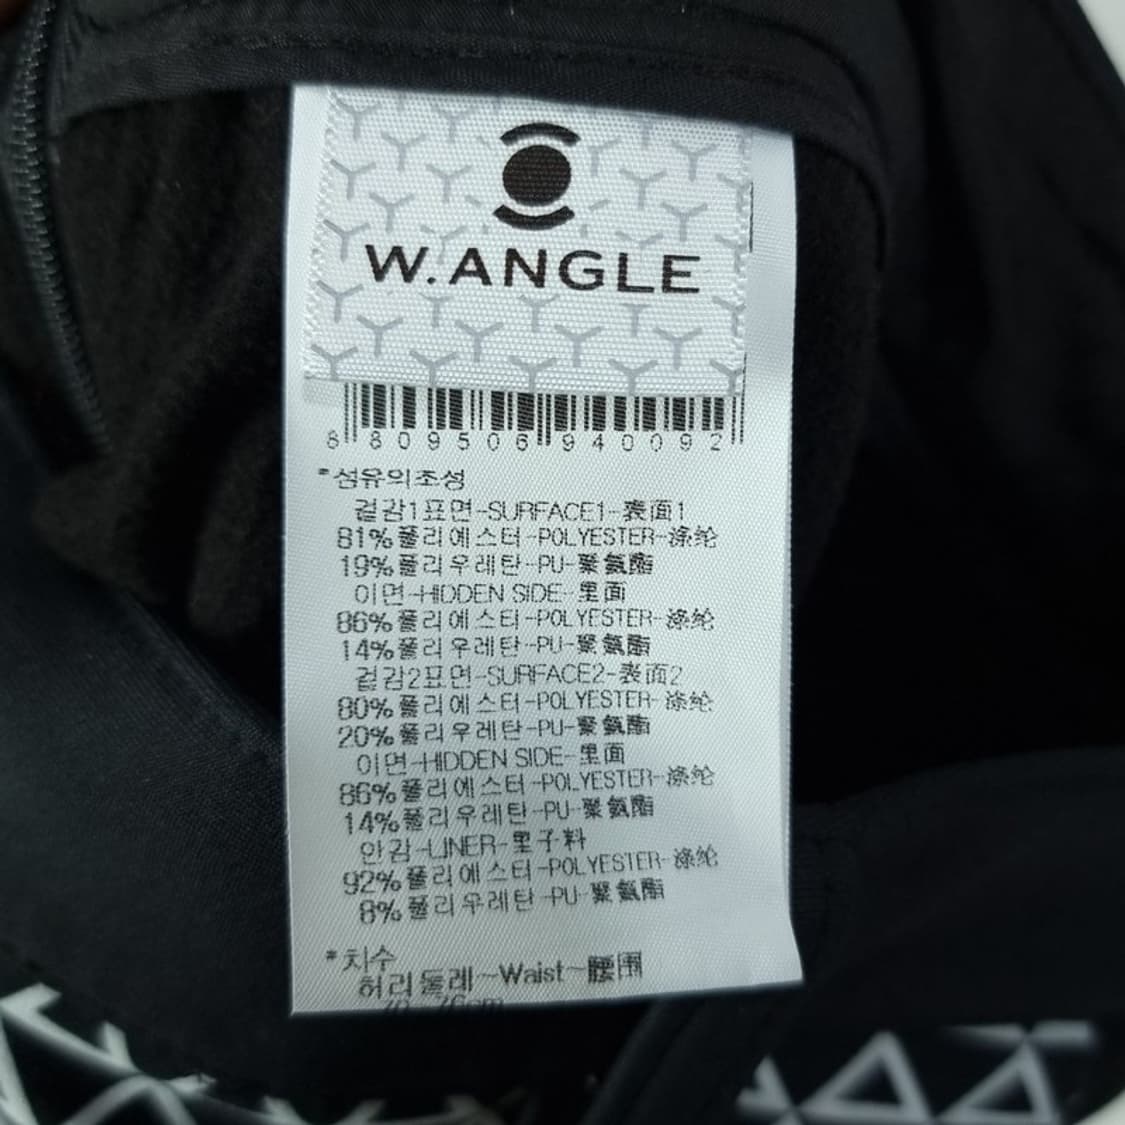 W.ANGLE
8 809506 940092
*섬유의조성
겉감1표면-SURFACE1-表面1
81%폴리에스터-POLYESTER-涤纶
19%폴리우레탄-PU-聚氨酯
이면-HIDDEN SIDE-里面
86%폴리에스터-POLYESTER-涤纶
14%폴리우레탄-PU-聚氨酯
겉감2표면-SURFACE2-表面2
80%폴리에스터-POLYESTER-涤纶
20%폴리우레탄-PU-聚氨酯
이면-HIDDEN SIDE-里面
86%폴리에스터-POLYESTER-涤纶
14%폴리우레탄-PU-聚氨酯
안감-LINER-里子料
92%폴리에스터-POLYESTER-涤纶
8%폴리우레탄-PU-聚氨酯
*치수
허리둘레~Waist~腰围